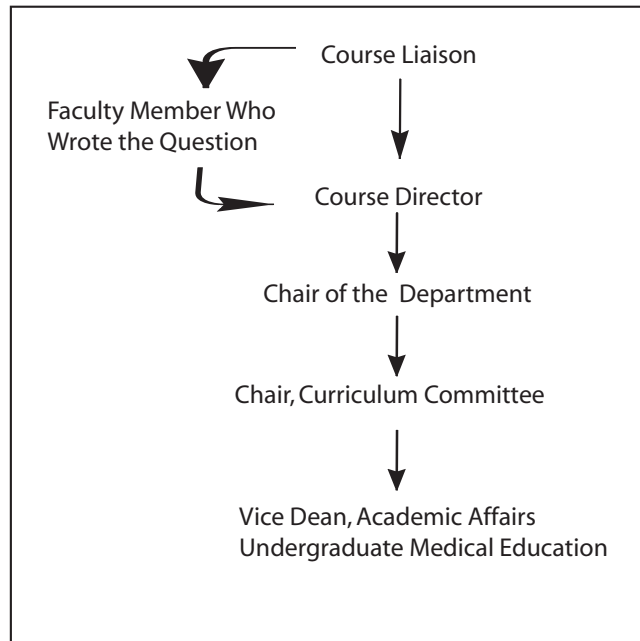 Course Liaison
Faculty Member Who
Wrote the Question
Course Director
Chair of the Department
Chair, Curriculum Committee
Vice Dean, Academic Affairs
Undergraduate Medical Education